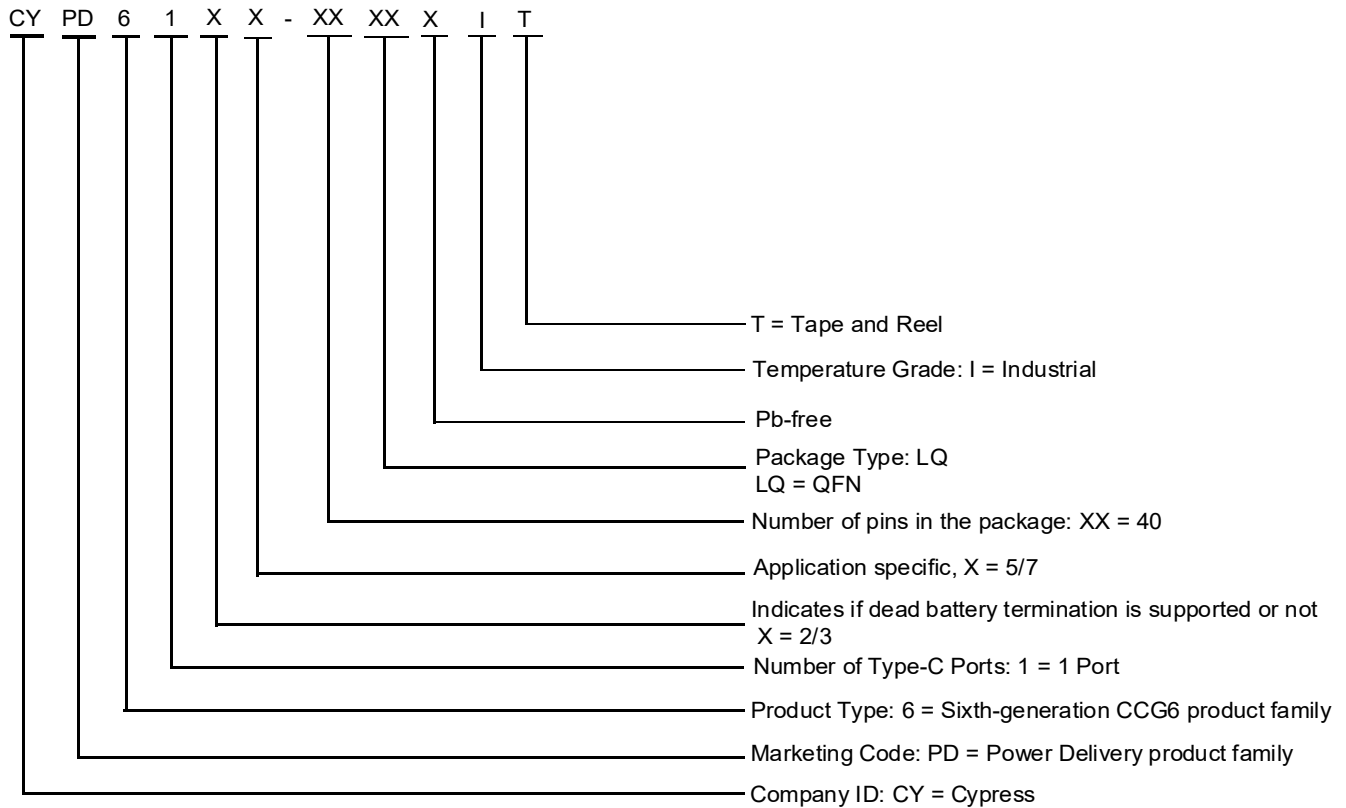 CY PD 6 1 X X - XX XX X I T
T = Tape and Reel
Temperature Grade: I = Industrial
Pb-free
Package Type: LQ
LQ = QFN
Number of pins in the package: XX = 40
Application specific, X = 5/7
Indicates if dead battery termination is supported or not
X = 2/3
Number of Type-C Ports: 1 = 1 Port
Product Type: 6 = Sixth-generation CCG6 product family
Marketing Code: PD = Power Delivery product family
Company ID: CY = Cypress